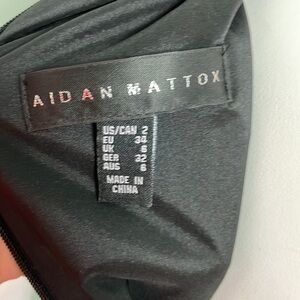 AIDAN MATTOX
US/CAN 2
EU 34
UK 6
GER 32
AUS 6
MADE IN
CHINA